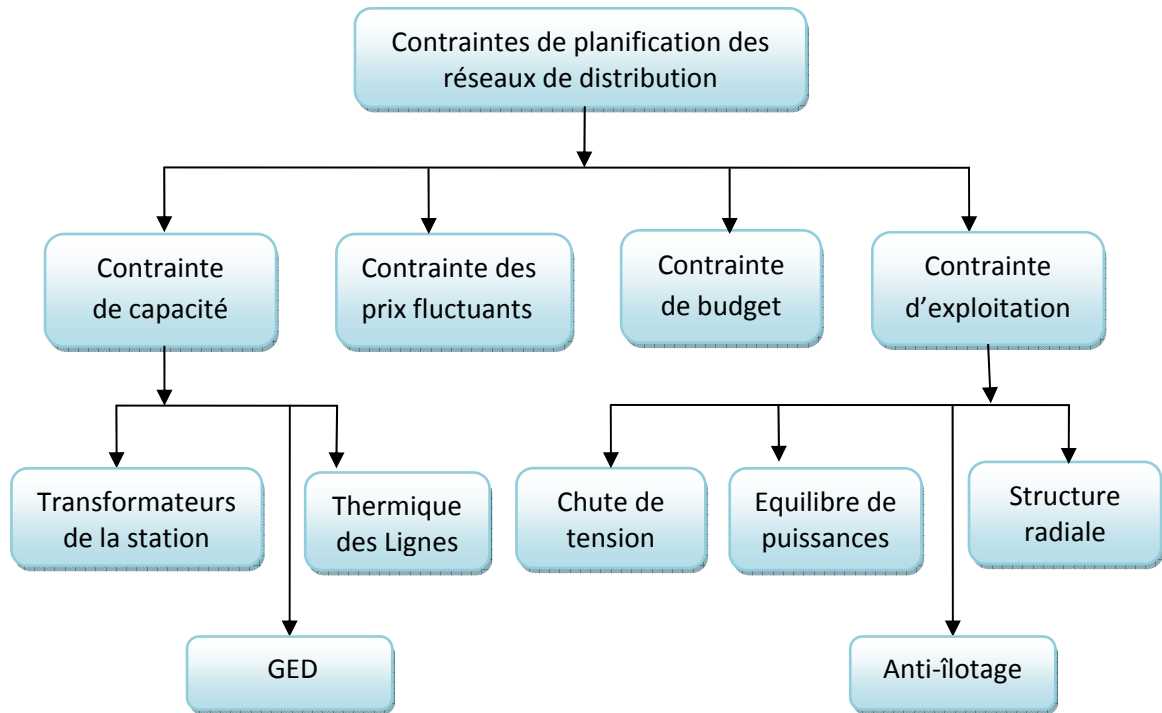 Contraintes de planification des
réseaux de distribution
Contrainte
de capacité
Contrainte des
prix fluctuants
Contrainte
de budget
Contrainte
d’exploitation
Transformateurs
de la station
Thermique
des Lignes
Chute de
tension
Equilibre de
puissances
Structure
radiale
GED
Anti-îlotage